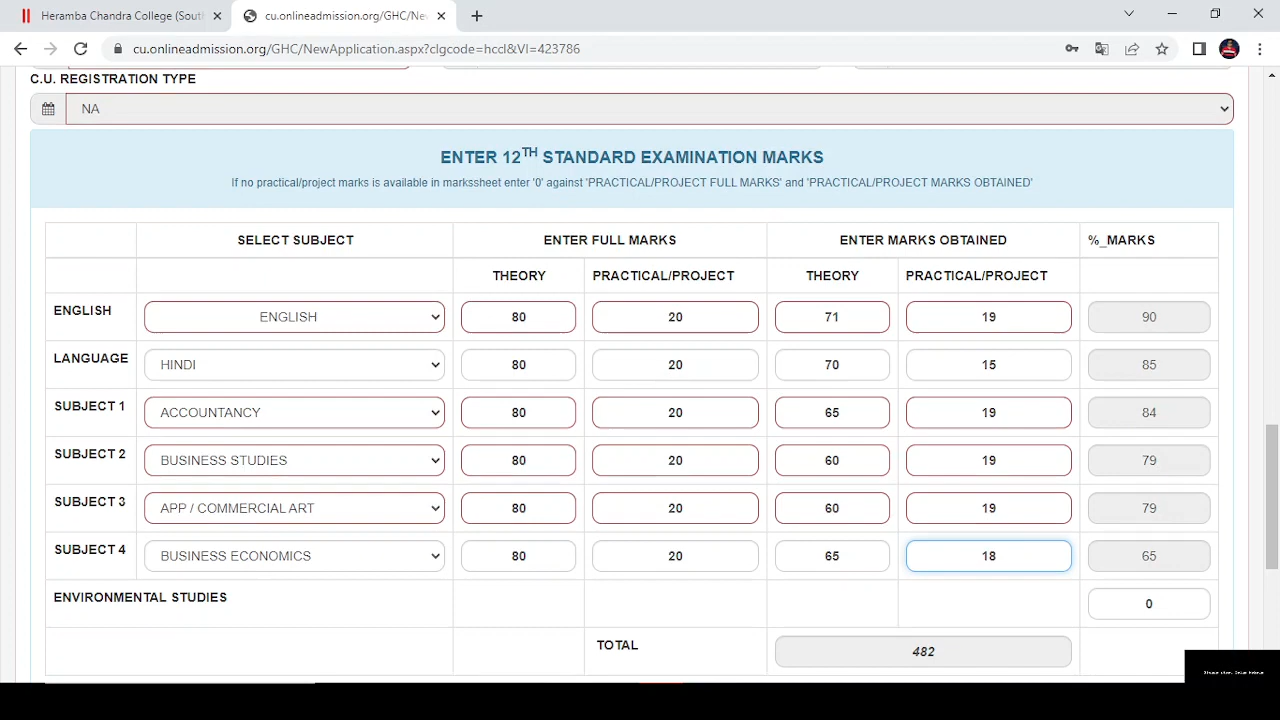 Heramba Chandra College (South
cu.onlineadmission.org/GHC/Ne
cu.onlineadmission.org/GHC/NewApplication.aspx?clgcode=hccl&VI=423786
C.U. REGISTRATION TYPE
NA
ENTER 12TH STANDARD EXAMINATION MARKS
If no practical/project marks is available in markssheet enter '0' against 'PRACTICAL/PROJECT FULL MARKS' and 'PRACTICAL/PROJECT MARKS OBTAINED'
SELECT SUBJECT ENTER FULL MARKS ENTER MARKS OBTAINED %_MARKS
THEORY PRACTICAL/PROJECT THEORY PRACTICAL/PROJECT
ENGLISH ENGLISH 80 20 71 19 90
LANGUAGE HINDI 80 20 70 15 85
SUBJECT 1 ACCOUNTANCY 80 20 65 19 84
SUBJECT 2 BUSINESS STUDIES 80 20 60 19 79
SUBJECT 3 APP / COMMERCIAL ART 80 20 60 19 79
SUBJECT 4 BUSINESS ECONOMICS 80 20 65 18 65
ENVIRONMENTAL STUDIES 0
TOTAL 482